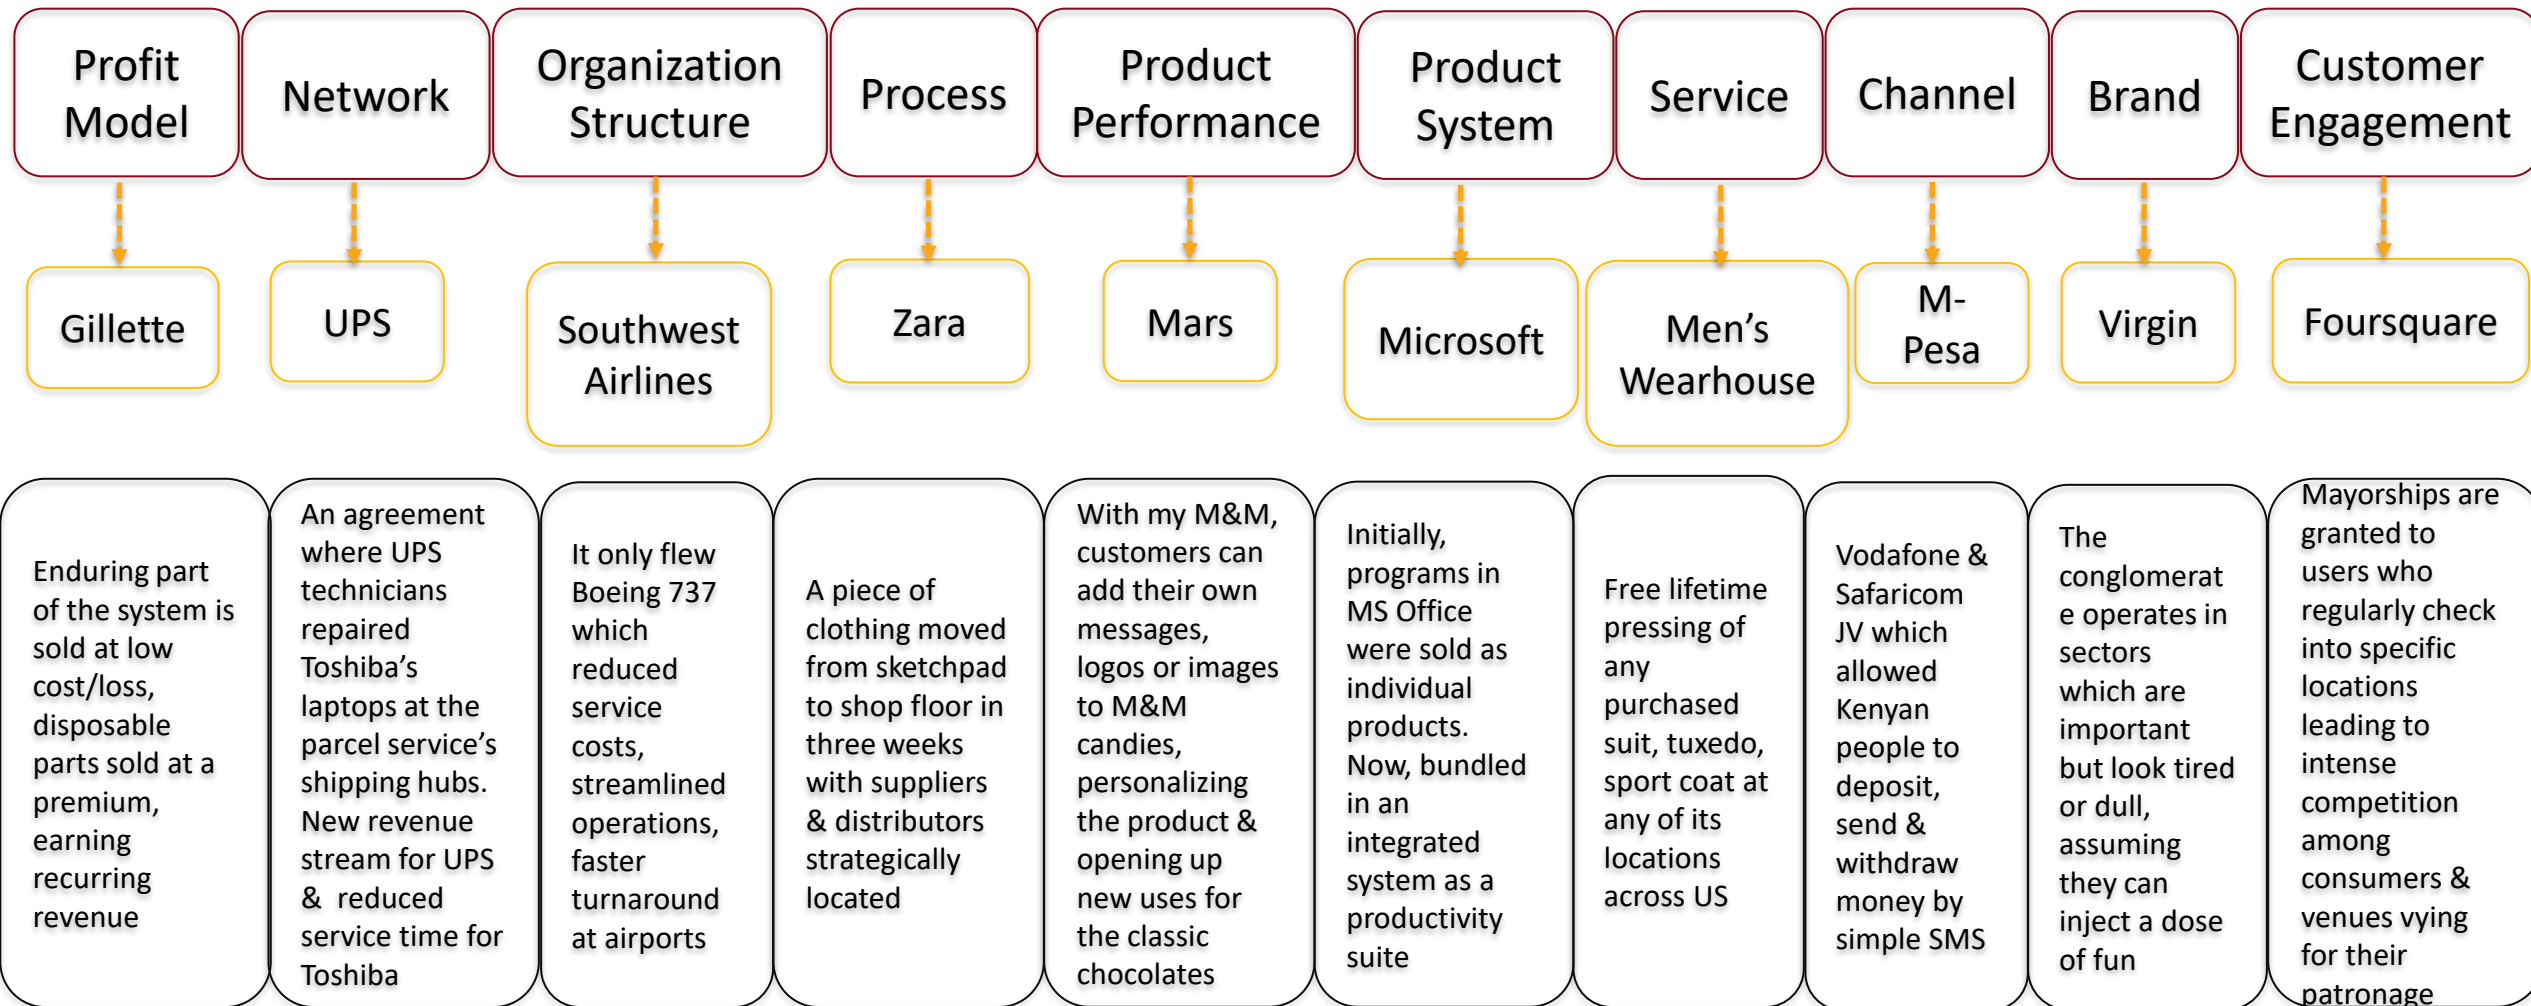 Profit
Model
Network
Organization
Structure
Process
Product
Performance
Product
System
Service
Channel
Brand
Customer
Engagement
Gillette
UPS
Southwest
Airlines
Zara
Mars
Microsoft
Men’s
Wearhouse
M-
Pesa
Virgin
Foursquare
Enduring part
of the system is
sold at low
cost/loss,
disposable
parts sold at a
premium,
earning
recurring
revenue
An agreement
where UPS
technicians
repaired
Toshiba’s
laptops at the
parcel service’s
shipping hubs.
New revenue
stream for UPS
& reduced
service time for
Toshiba
It only flew
Boeing 737
which
reduced
service
costs,
streamlined
operations,
faster
turnaround
at airports
A piece of
clothing moved
from sketchpad
to shop floor in
three weeks
with suppliers
& distributors
strategically
located
With my M&M,
customers can
add their own
messages,
logos or images
to M&M
candies,
personalizing
the product &
opening up
new uses for
the classic
chocolates
Initially,
programs in
MS Office
were sold as
individual
products.
Now, bundled
in an
integrated
system as a
productivity
suite
Free lifetime
pressing of
any
purchased
suit, tuxedo,
sport coat at
any of its
locations
across US
Vodafone &
Safaricom
JV which
allowed
Kenyan
people to
deposit,
send &
withdraw
money by
simple SMS
The
conglomerat
e operates in
sectors
which are
important
but look tired
or dull,
assuming
they can
inject a dose
of fun
Mayorships are
granted to
users who
regularly check
into specific
locations
leading to
intense
competition
among
consumers &
venues vying
for their
patronage